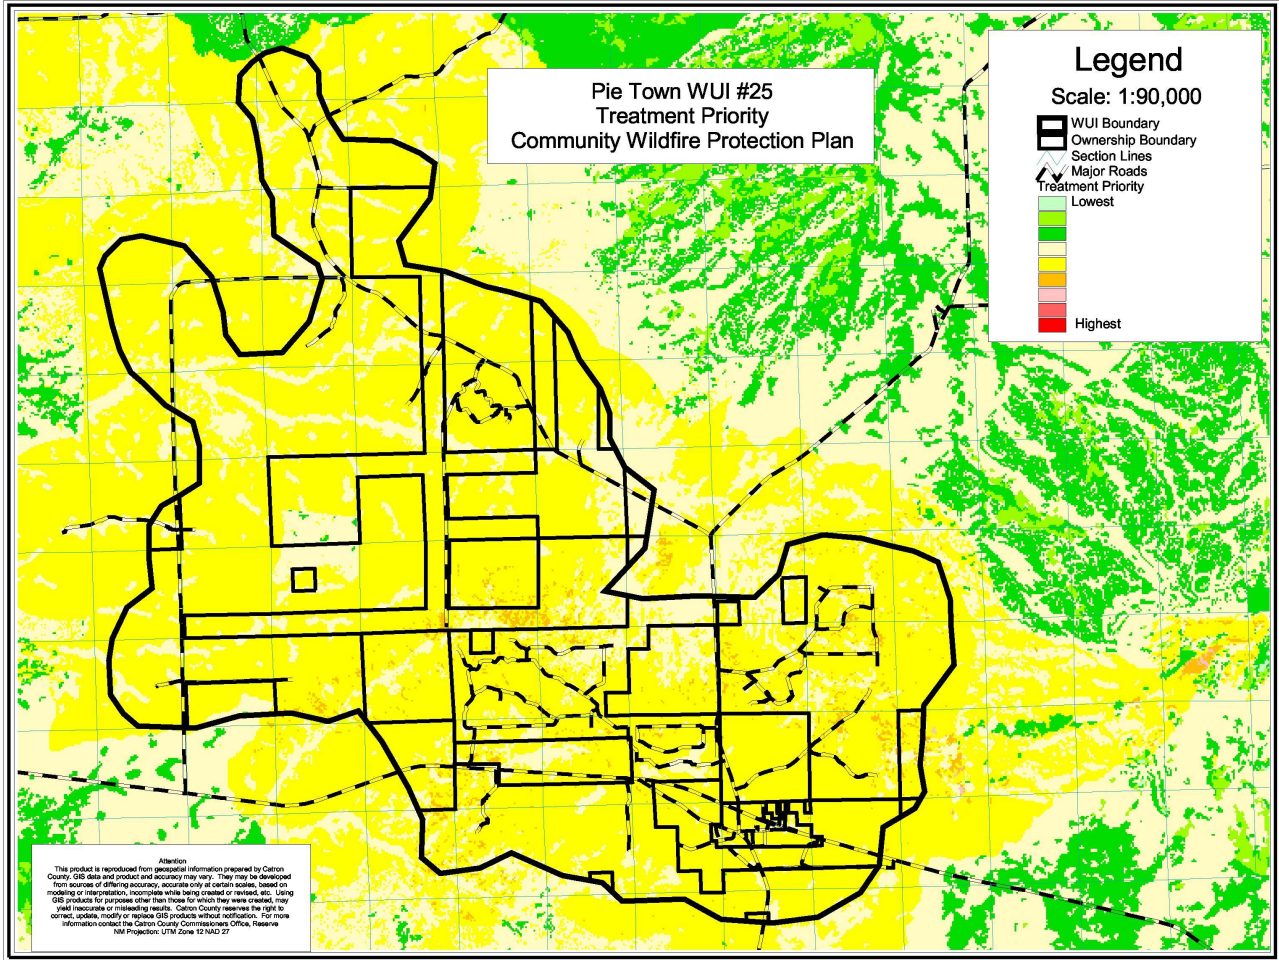 Pie Town WUI #25
Treatment Priority
Community Wildfire Protection Plan
Legend
Scale: 1:90,000
WUI Boundary
Ownership Boundary
Section Lines
Major Roads
Treatment Priority
Lowest
Highest
Attention
This product is reproduced from geospatial information prepared by Catron
County. GIS data and product and accuracy may vary. They may be developed
from sources of differing accuracy, accurate only at certain scales, based on
modeling or interpretation, incomplete while being created or revised, etc. Using
GIS products for purposes other than those for which they were created, may
yield inaccurate or misleading results. Catron County reserves the right to
correct, update, modify or replace GIS products without notification. For more
information contact the Catron County Commissioners Office, Reserve
NM Projection: UTM Zone 12 NAD 27